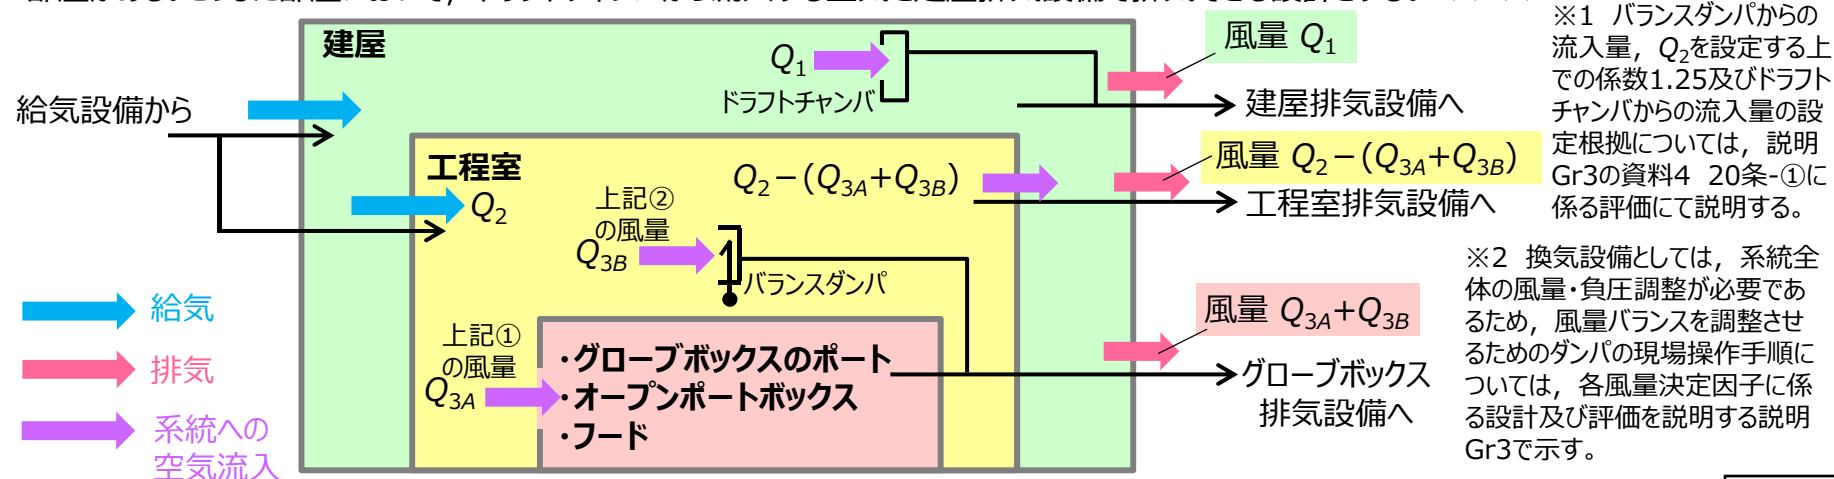 建屋
給気設備から
Q1
ドラフトチャンバ
風量 Q1
建屋排気設備へ
工程室
Q2
Q2－(Q3A+Q3B)
風量 Q2－(Q3A+Q3B)
工程室排気設備へ
上記②
の風量
Q3B
バランスダンパ
上記①
の風量
Q3A
・グローブボックスのポート
・オープンポートボックス
・フード
風量 Q3A+Q3B
グローブボックス
排気設備へ
給気
排気
系統への
空気流入
※1 バランスダンパからの
流入量，Q2を設定する上
での係数1.25及びドラフト
チャンバからの流入量の設
定根拠については，説明
Gr3の資料4 20条-①に
係る評価にて説明する。
※2 換気設備としては，系統全
体の風量・負圧調整が必要であ
るため，風量バランスを調整させ
るためのダンパの現場操作手順に
ついては，各風量決定因子に係
る設計及び評価を説明する説明
Gr3で示す。